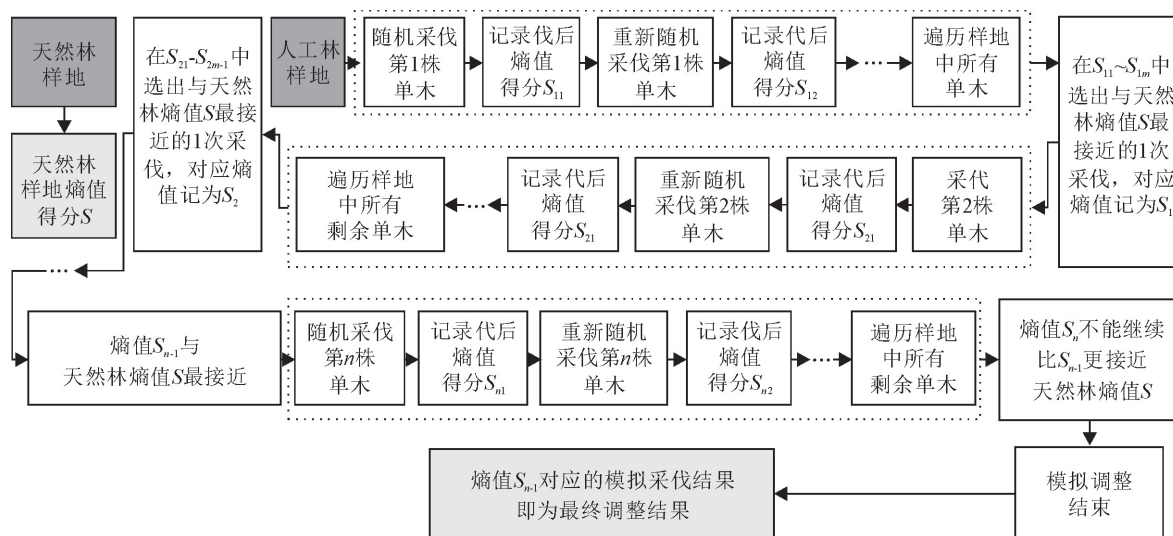 天然林
样地
天然林
样地熵值
得分S
人工林
样地
随机采伐
第1株
单木
记录伐后
熵值
得分S₁₁
重新随机
采伐第1株
单木
记录伐后
熵值
得分S₁₂
···
遍历样地
中所有
单木
在S₁₁~S₁ₘ中
选出与天然
林熵值S最
接近的1次
采伐，对应
熵值记为S₁
采伐
第2株
单木
记录代后
熵值
得分S₂₁
重新随机
采伐第2株
单木
记录代后
熵值
得分S₂₁
···
遍历样地
中所有
剩余单木
在S₂₁-S₂ₘ₋₁中
选出与天然
林熵值S最接
近的1次采
伐，对应熵
值记为S₂
···
熵值Sₙ₋₁与
天然林熵值S最接近
随机采伐
第n株
单木
记录代后
熵值
得分Sₙ₁
重新随机
采伐第n株
单木
记录伐后
熵值
得分Sₙ₂
···
遍历样地
中所有
剩余单木
熵值Sₙ不能继续
比Sₙ₋₁更接近
天然林熵值S
模拟调整
结束
熵值Sₙ₋₁对应的模拟采伐结果
即为最终调整结果